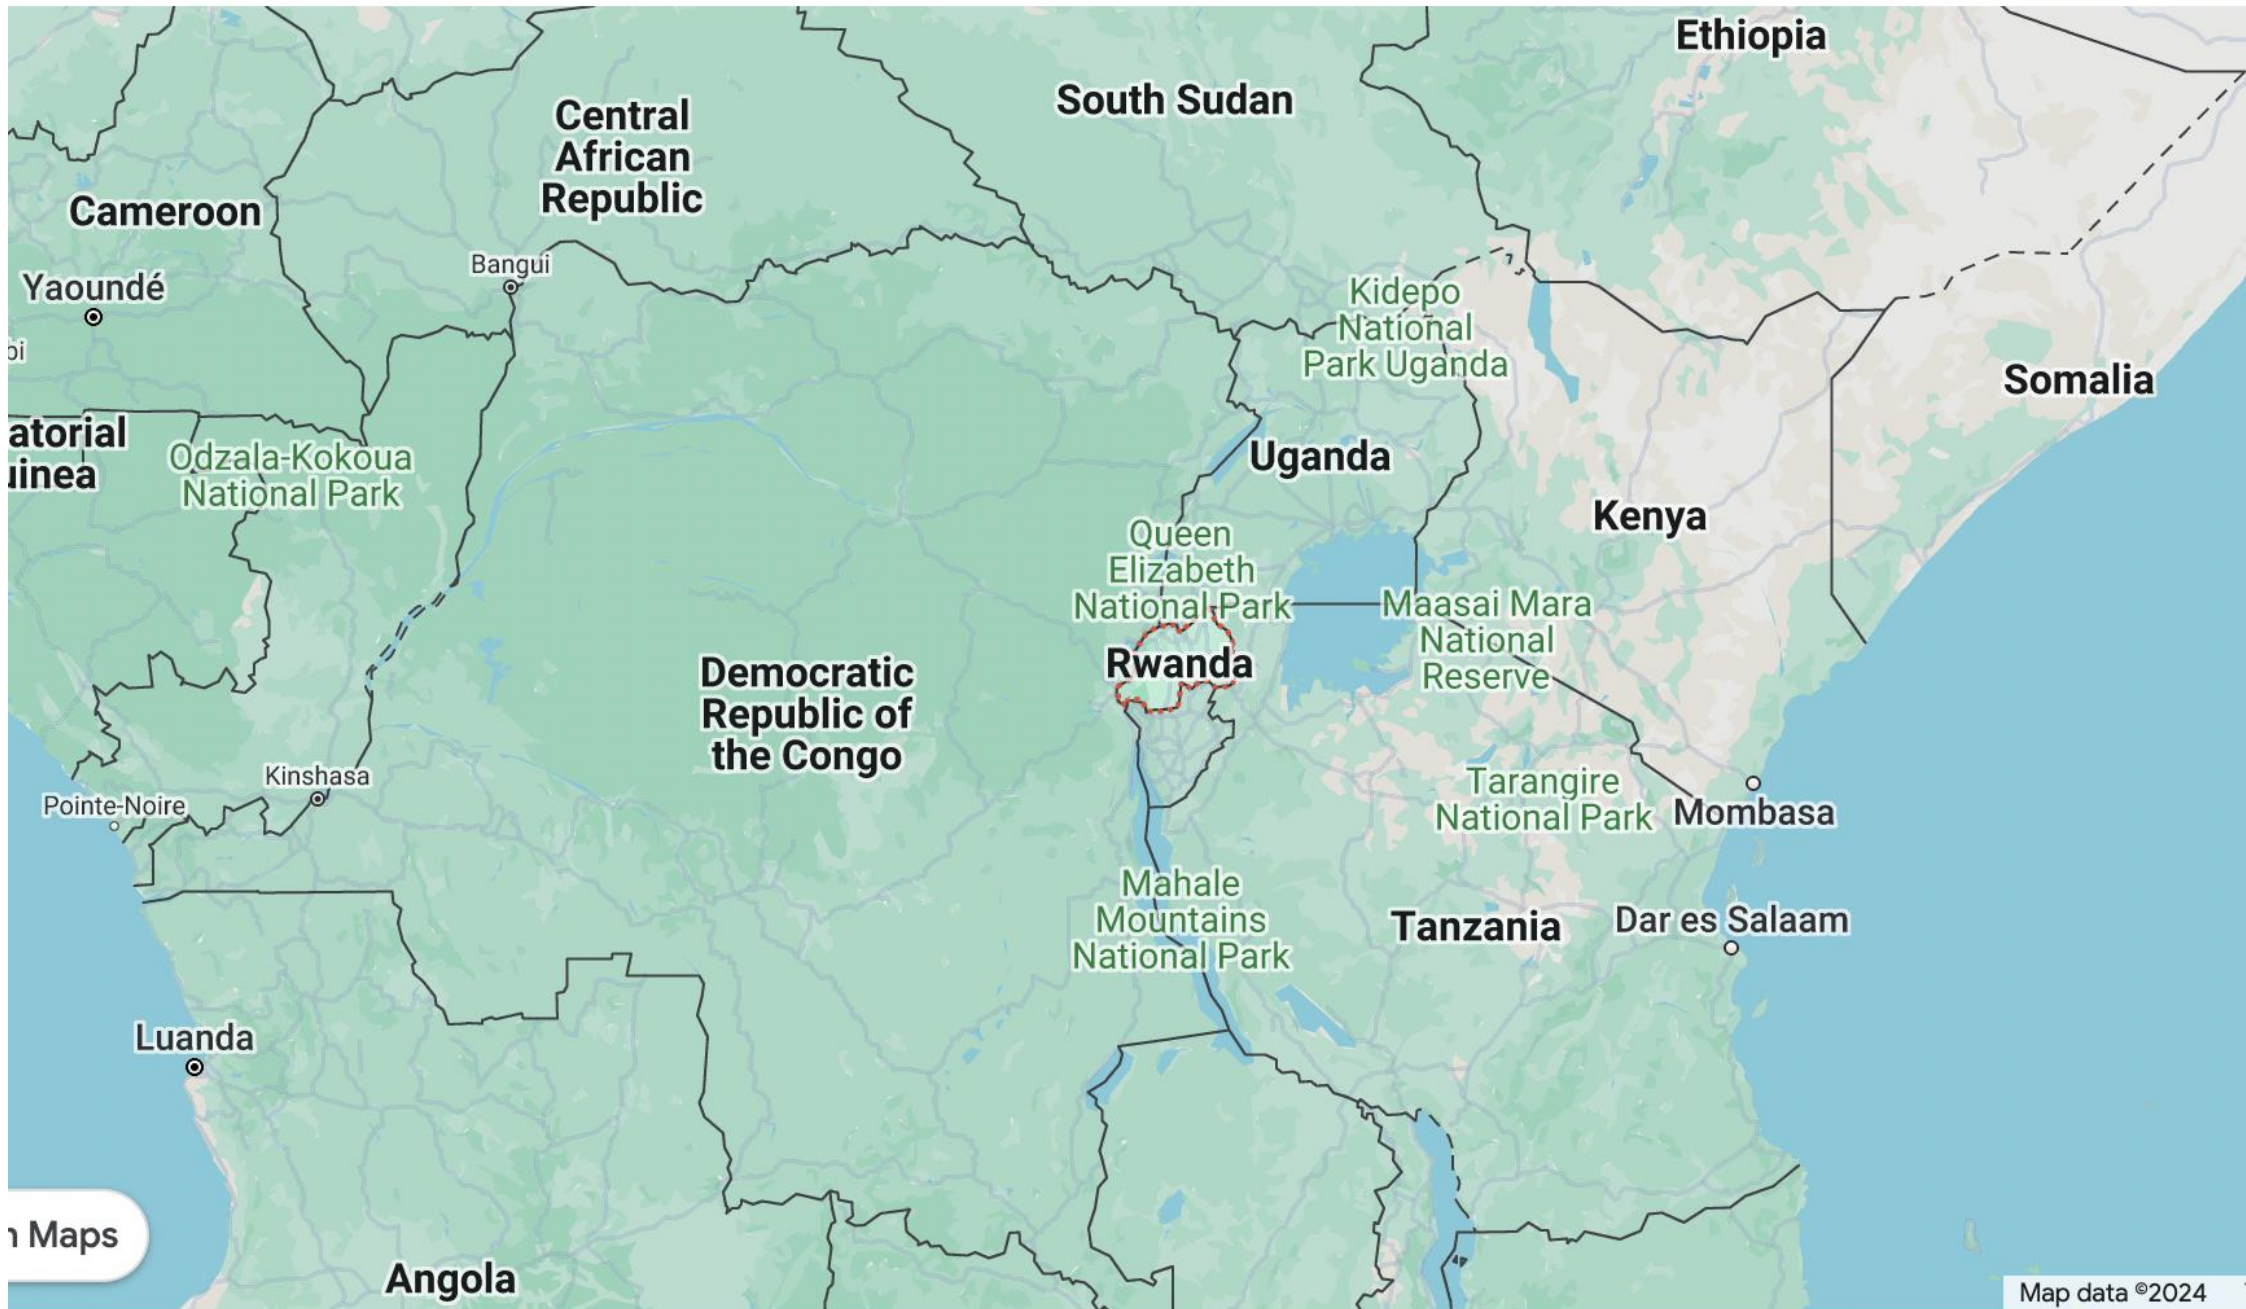 Ethiopia
South Sudan
Central
African
Republic
Cameroon
Bangui
Yaoundé
Kidepo
National
Park Uganda
bi
Somalia
atorial
uinea
Odzala-Kokoua
National Park
Uganda
Kenya
Queen
Elizabeth
National Park
Maasai Mara
National
Reserve
Rwanda
Democratic
Republic of
the Congo
Kinshasa
Pointe-Noire
Tarangire
National Park
Mombasa
Mahale
Mountains
National Park
Tanzania
Dar es Salaam
Luanda
n Maps
Angola
Map data ©2024